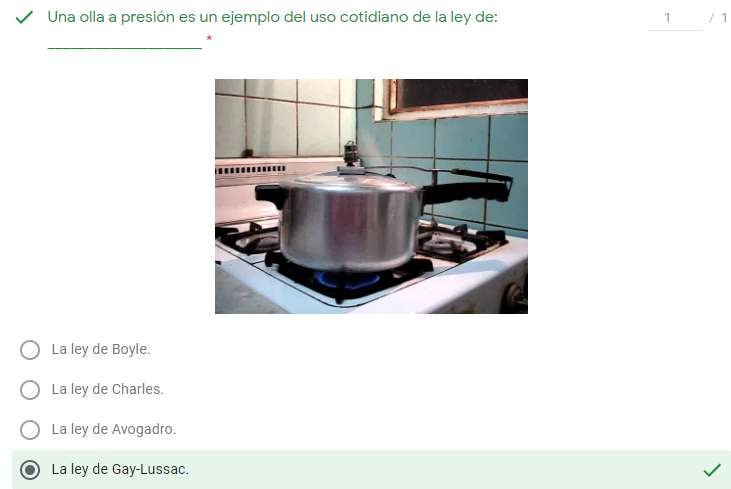 Una olla a presión es un ejemplo del uso cotidiano de la ley de:
____________________ *
1 / 1
La ley de Boyle.
La ley de Charles.
La ley de Avogadro.
La ley de Gay-Lussac.